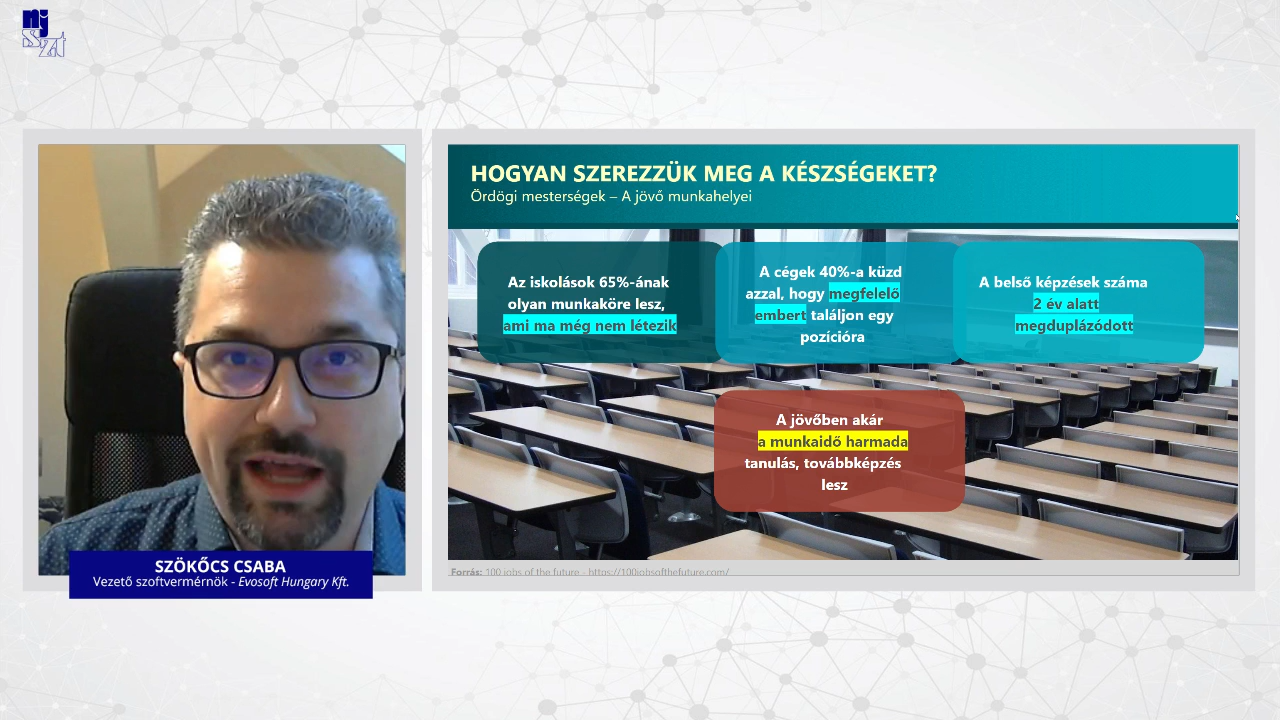 nj
szt
HOGYAN SZEREZZÜK MEG A KÉSZSÉGEKET?
Ördögi mesterségek – A jövő munkahelyei
Az iskolások 65%-ának
olyan munkaköre lesz,
ami ma még nem létezik
A cégek 40%-a küzd
azzal, hogy megfelelő
embert találjon egy
pozícióra
A belső képzések száma
2 év alatt
megduplázódott
A jövőben akár
a munkaidő harmada
tanulás, továbbképzés
lesz
Forrás: 100 jobs of the future - https://100jobsofthefuture.com/
SZÖKŐCS CSABA
Vezető szoftvermérnök - Evosoft Hungary Kft.